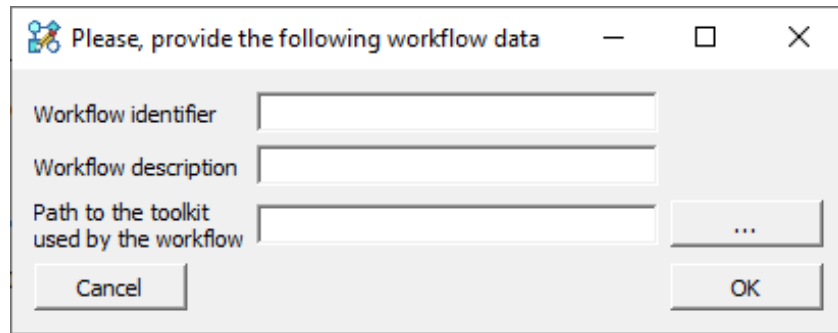 Please, provide the following workflow data
Workflow identifier
Workflow description
Path to the toolkit
used by the workflow
...
Cancel
OK